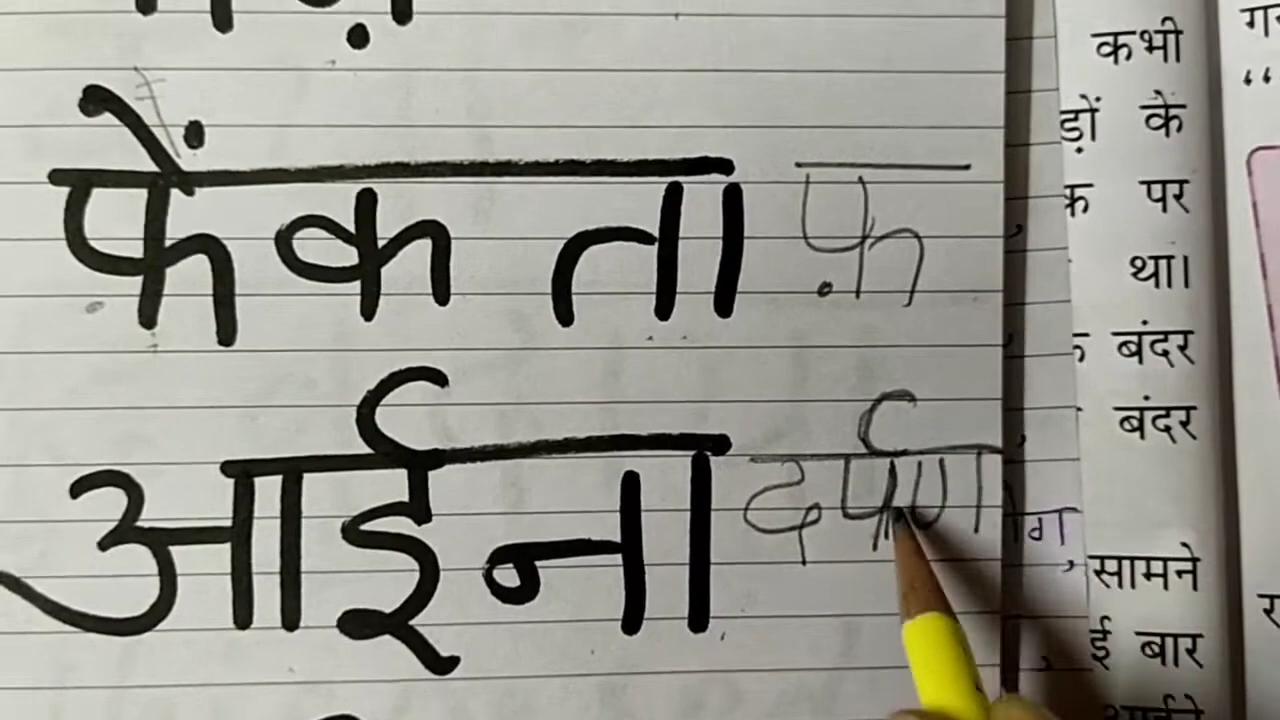 फेंकता फ़
आईना दर्पण
कभी
ड़ों के
क पर
था।
बंदर
बंदर
सामने
ई बार